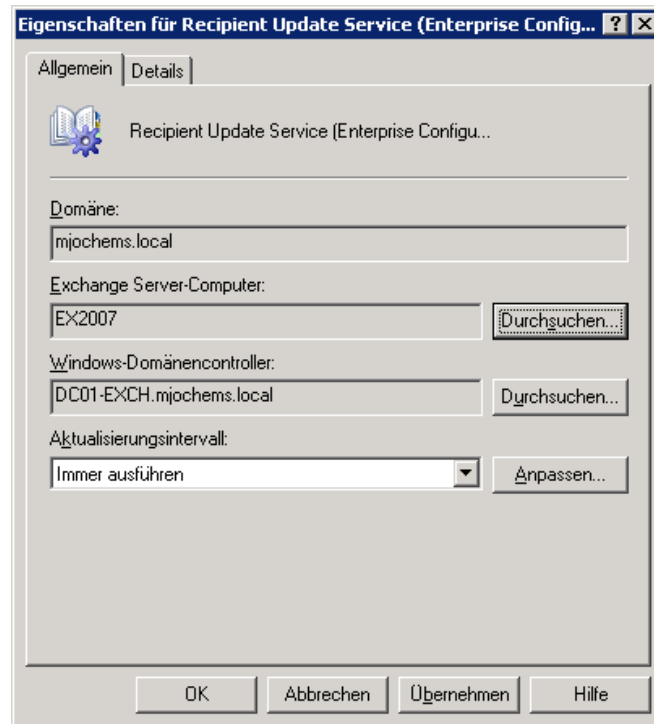 Eigenschaften für Recipient Update Service (Enterprise Config...
Allgemein
Details
Recipient Update Service (Enterprise Configu...
Domäne:
mjochems.local
Exchange Server-Computer:
EX2007
Durchsuchen...
Windows-Domänencontroller:
DC01-EXCH.mjochems.local
Durchsuchen...
Aktualisierungsintervall:
Immer ausführen
Anpassen...
OK
Abbrechen
Übernehmen
Hilfe